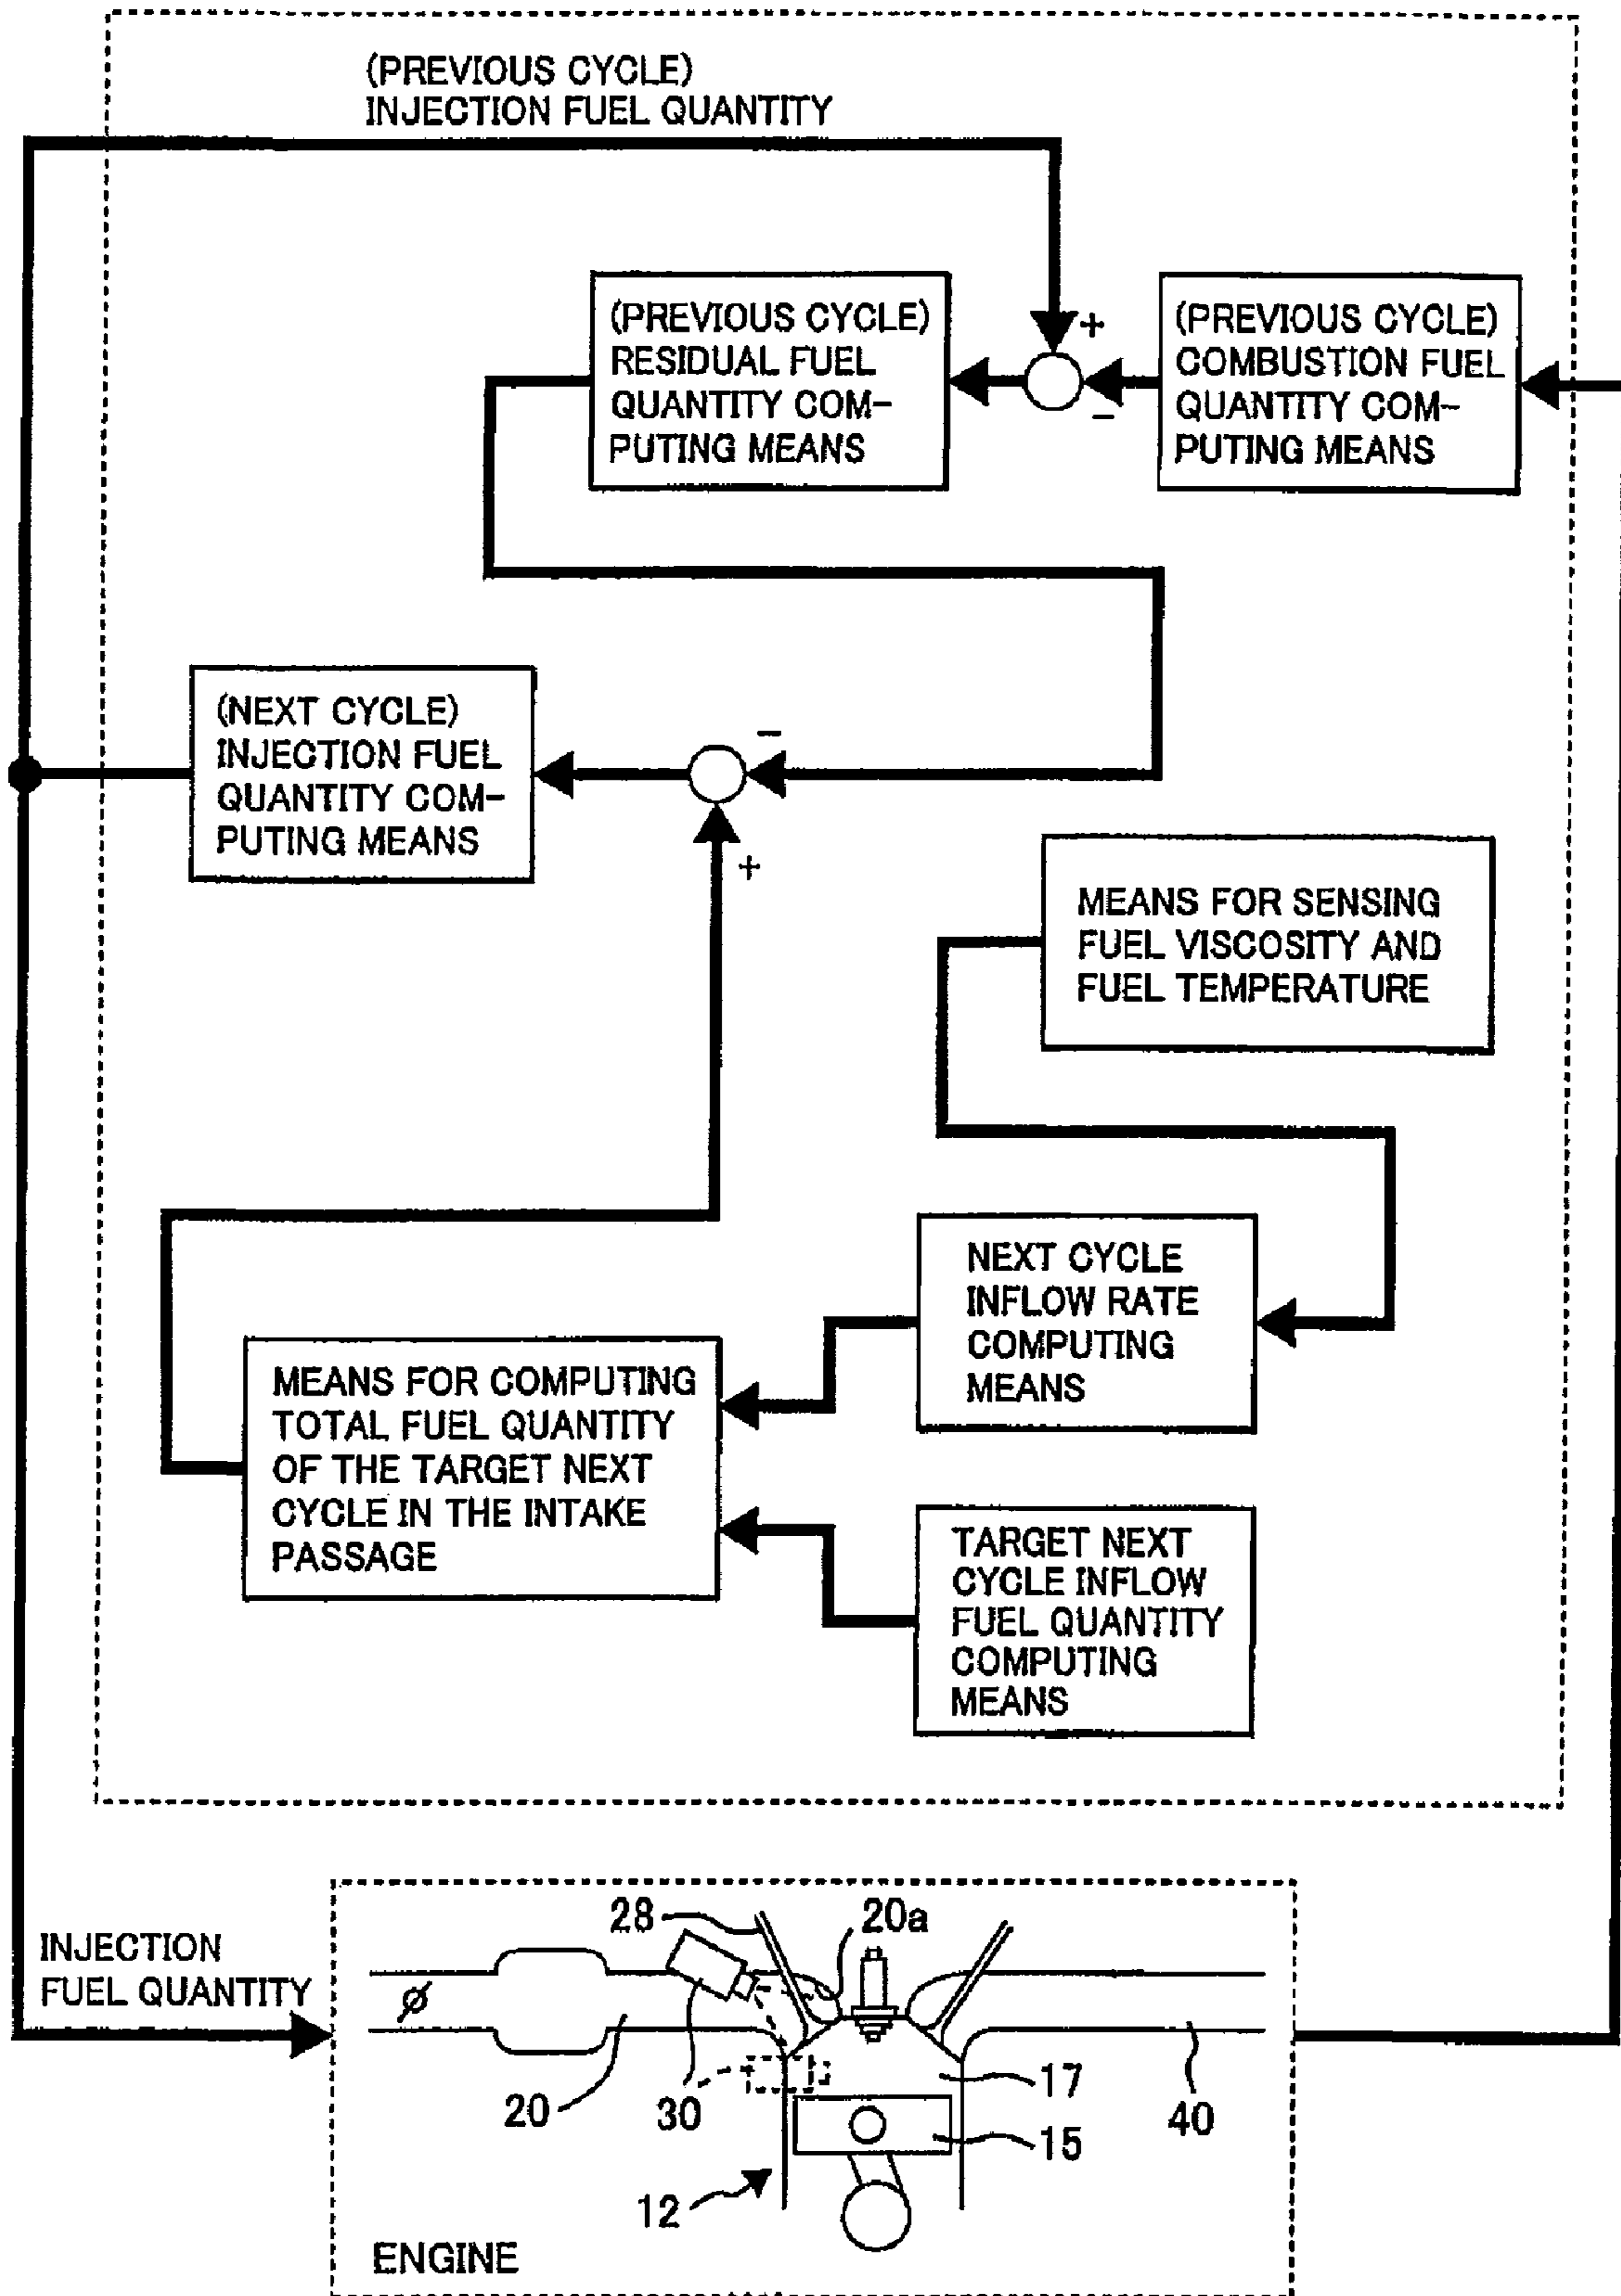 (PREVIOUS CYCLE)
INJECTION FUEL QUANTITY
(PREVIOUS CYCLE)
RESIDUAL FUEL
QUANTITY COM-
PUTING MEANS
+
-
(PREVIOUS CYCLE)
COMBUSTION FUEL
QUANTITY COM-
PUTING MEANS
(NEXT CYCLE)
INJECTION FUEL
QUANTITY COM-
PUTING MEANS
-
+
MEANS FOR SENSING
FUEL VISCOSITY AND
FUEL TEMPERATURE
NEXT CYCLE
INFLOW RATE
COMPUTING
MEANS
MEANS FOR COMPUTING
TOTAL FUEL QUANTITY
OF THE TARGET NEXT
CYCLE IN THE INTAKE
PASSAGE
TARGET NEXT
CYCLE INFLOW
FUEL QUANTITY
COMPUTING
MEANS
INJECTION
FUEL QUANTITY
28
20a
20
30
17
15
40
12
ENGINE